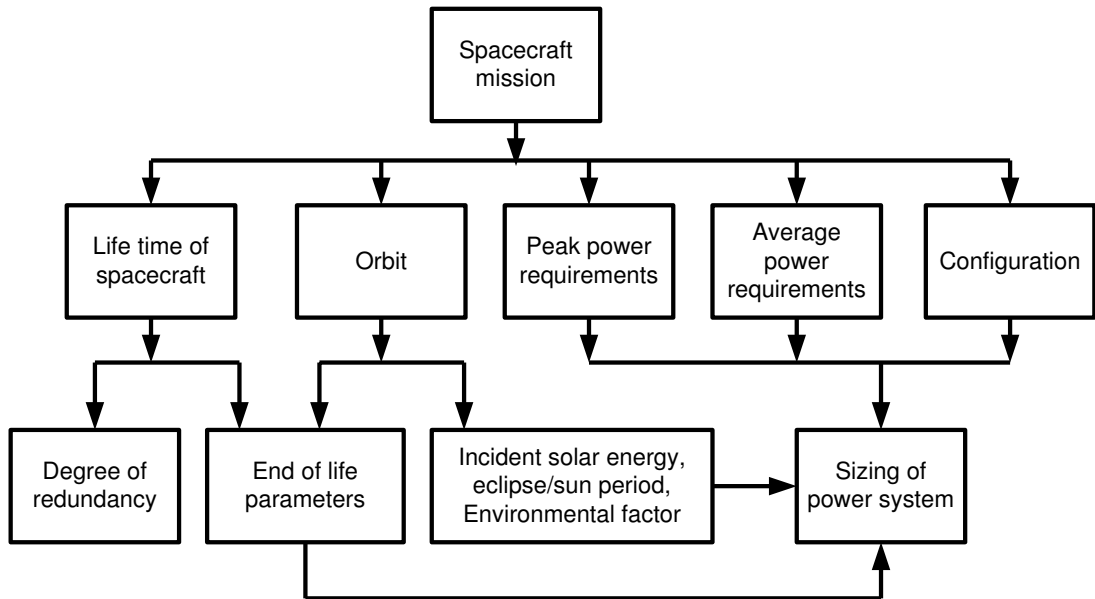 Spacecraft
mission
Life time of
spacecraft
Orbit
Peak power
requirements
Average
power
requirements
Configuration
Degree of
redundancy
End of life
parameters
Incident solar energy,
eclipse/sun period,
Environmental factor
Sizing of
power system